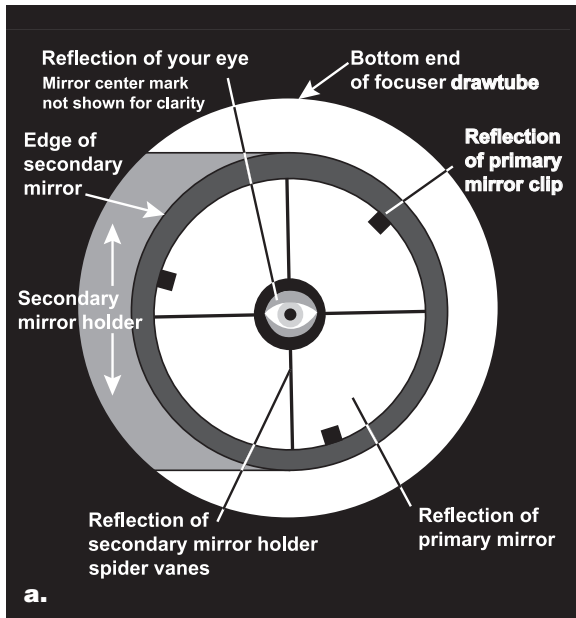 Reflection of your eye
Mirror center mark
not shown for clarity
Bottom end
of focuser drawtube
Edge of
secondary
mirror
Reflection
of primary
mirror clip
Secondary
mirror holder
Reflection of
secondary mirror holder
spider vanes
Reflection of
primary mirror
a.